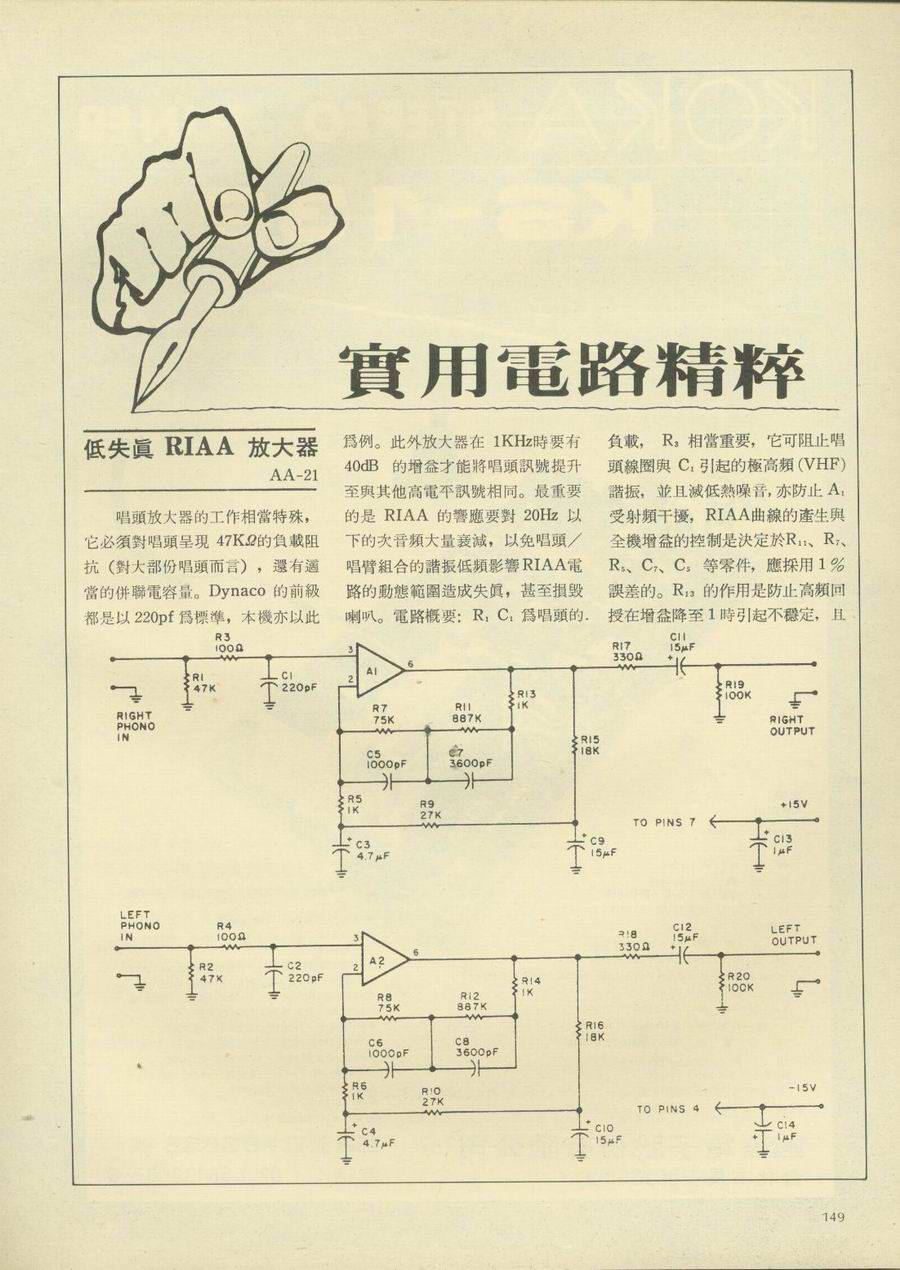 實用電路精粹
低失眞 RIAA 放大器
AA-21
唱頭放大器的工作相當特殊，
它必須對唱頭呈現 47KΩ的負載阻
抗（對大部份唱頭而言），還有適
當的併聯電容量。Dynaco 的前級
都是以 220pf 爲標準，本機亦以此
爲例。此外放大器在 1KHz時要有
40dB 的增益才能將唱頭訊號提升
至與其他高電平訊號相同。最重要
的是 RIAA 的響應要對 20Hz 以
下的次音頻大量衰減，以免唱頭／
唱臂組合的諧振低頻影響RIAA電
路的動態範圍造成失眞，甚至損毀
喇叭。電路概要：R₁ C₁ 爲唱頭的.
負載， R₃ 相當重要，它可阻止唱
頭線圈與 C₁ 引起的極高頻(VHF)
諧振，並且減低熱噪音，亦防止 A₁
受射頻干擾，RIAA曲線的產生與
全機增益的控制是決定於R₁₁、R₇、
R₅、C₇、C₅ 等零件，應採用1%
誤差的。R₁₃ 的作用是防止高頻回
授在增益降至1時引起不穩定，且
R3
100Ω
R1
47K
C1
220pF
RIGHT
PHONO
IN
3
2
A1
6
R7
75K
R11
887K
R13
1K
C5
1000pF
C7
3600pF
R5
1K
R9
27K
C3
4.7μF
R15
18K
C9
15μF
R17
330Ω
C11
15μF
R19
100K
RIGHT
OUTPUT
+15V
TO PINS 7
C13
1μF
LEFT
PHONO
IN
R4
100Ω
R2
47K
C2
220pF
3
2
A2
6
R8
75K
R12
887K
R14
1K
C6
1000pF
C8
3600pF
R6
1K
R10
27K
C4
4.7μF
R16
18K
C10
15μF
R18
330Ω
C12
15μF
R20
100K
LEFT
OUTPUT
-15V
TO PINS 4
C14
1μF
149